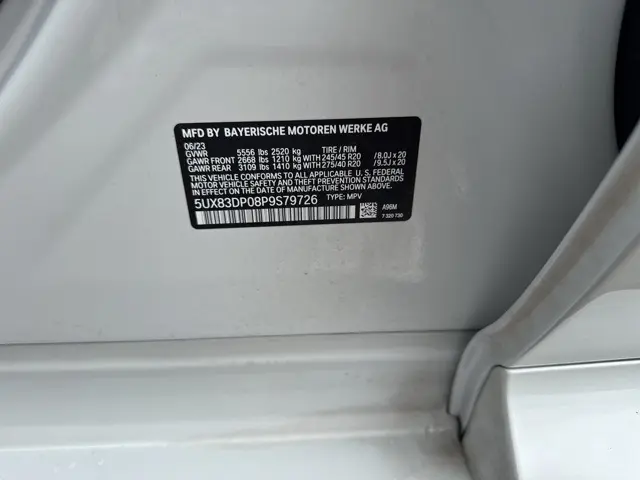 MFD BY BAYERISCHE MOTOREN WERKE AG
06/23
GVWR 5556 lbs 2520 kg TIRE / RIM
GAWR FRONT 2668 lbs 1210 kg WITH 245/45 R20 /8.0J x 20
GAWR REAR 3109 lbs 1410 kg WITH 275/40 R20 /9.5J x 20
THIS VEHICLE CONFORMS TO ALL APPLICABLE U. S. FEDERAL
MOTOR VEHICLE SAFETY AND THEFT PREVENTION STANDARDS
IN EFFECT ON THE DATE OF MANUFACTURE SHOWN ABOVE.
5UX83DP08P9S79726 TYPE: MPV
A96M
7 320 730